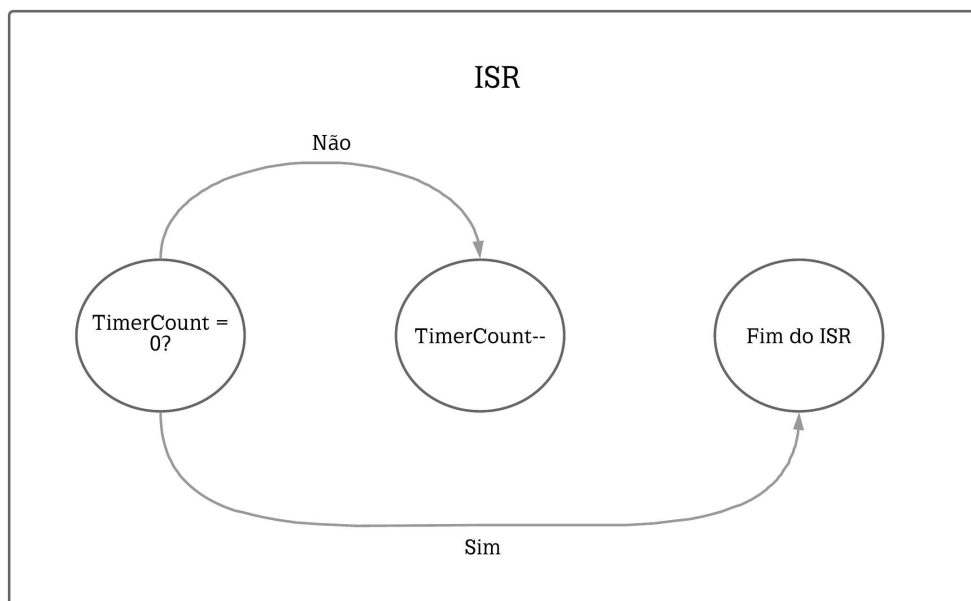 ISR
Não
TimerCount =
0?
TimerCount--
Fim do ISR
Sim